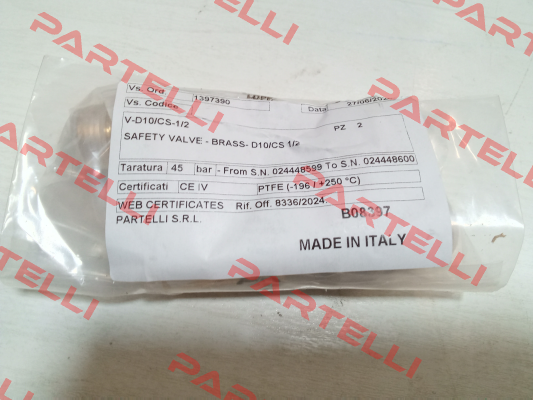 Vs. Ord 1397390
Vs. Codice Data
V-D10/CS-1/2 PZ 2
SAFETY VALVE - BRASS- D10/CS 1/2
Taratura 45 bar - From S.N. 024448599 To S.N. 024448600
Certificati CE | V PTFE (-196 / +250 °C)
WEB CERTIFICATES Rif. Off. 8336/2024
PARTELLI S.R.L.
B08397
MADE IN ITALY
PARTELLI
PARTELLI
PARTELLI
PARTELLI
PARTELLI